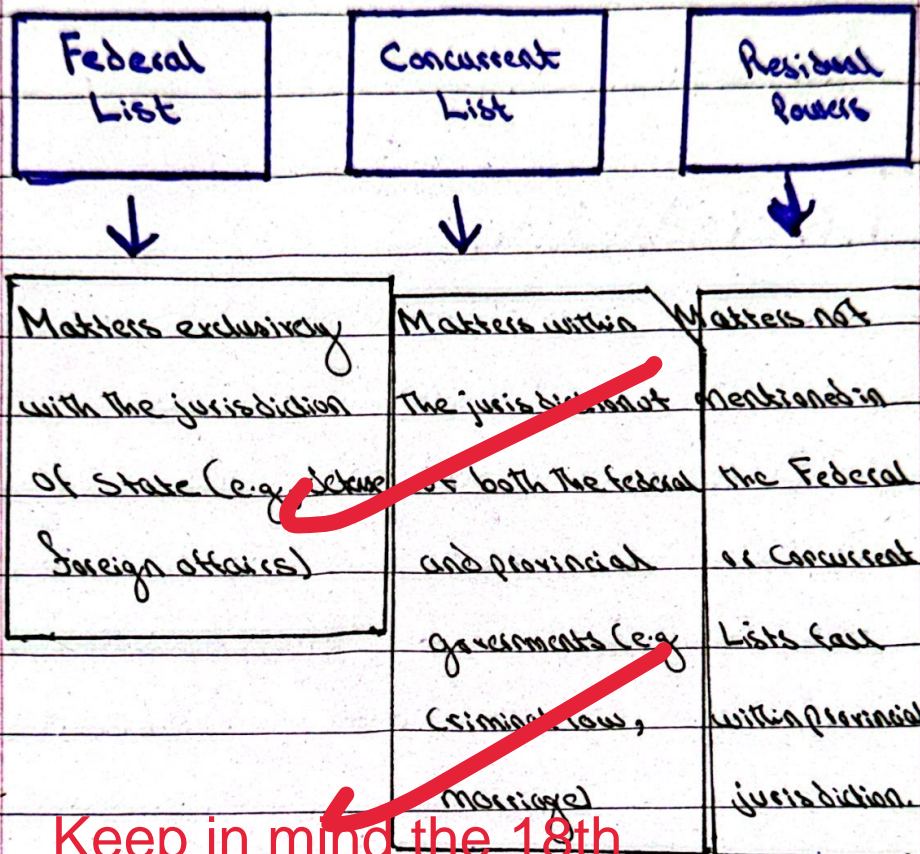 Federal
List
Concurrent
List
Residual
Powers
Matters exclusively
with the jurisdiction
of State (e.g. defense
foreign affairs)
Matters within
the jurisdiction of
of both the federal
and provincial
governments (e.g
Criminal law,
marriage)
Matters not
mentioned in
the Federal
or Concurrent
Lists fall
within provincial
jurisdiction.
Keep in mind the 18th